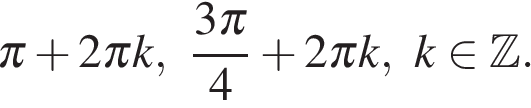 π + 2πk, 3π/4 + 2πk, k ∈ ℤ.